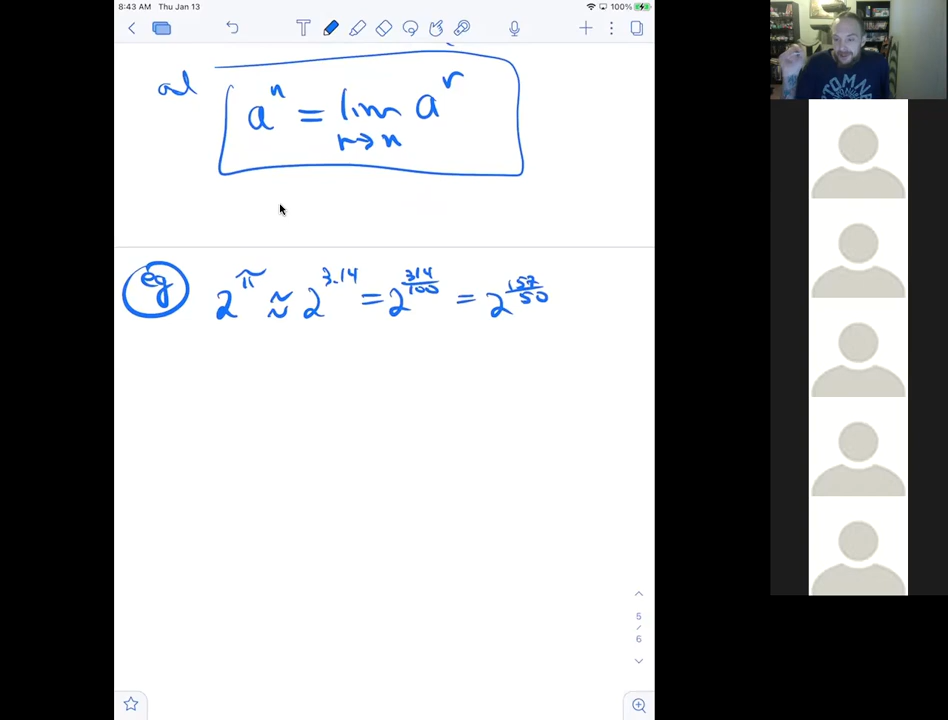 8:43 AM Thu Jan 13
100%
T
and
a^n = lim a^r
r→n
eg
2^π ≈ 2^3.14 = 2^(314/100) = 2^(157/50)
5
/
6